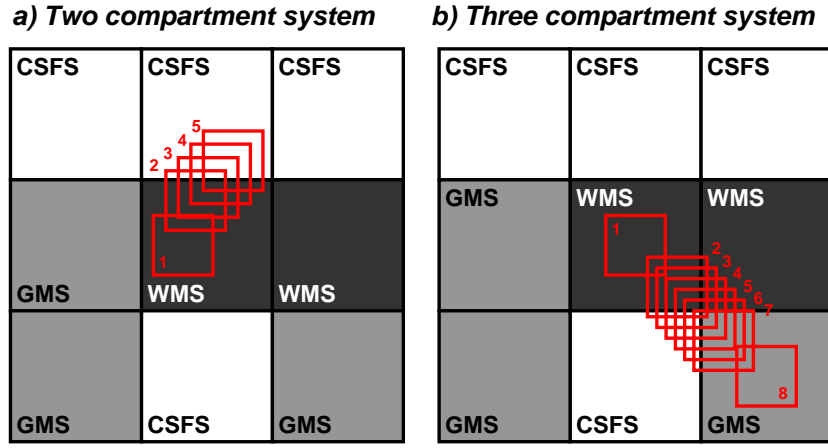 a) Two compartment system
CSFS CSFS CSFS
5
4
3
2
1
GMS WMS WMS
GMS CSFS GMS
b) Three compartment system
CSFS CSFS CSFS
GMS WMS WMS
1
2
3
4
5
6
7
8
GMS CSFS GMS